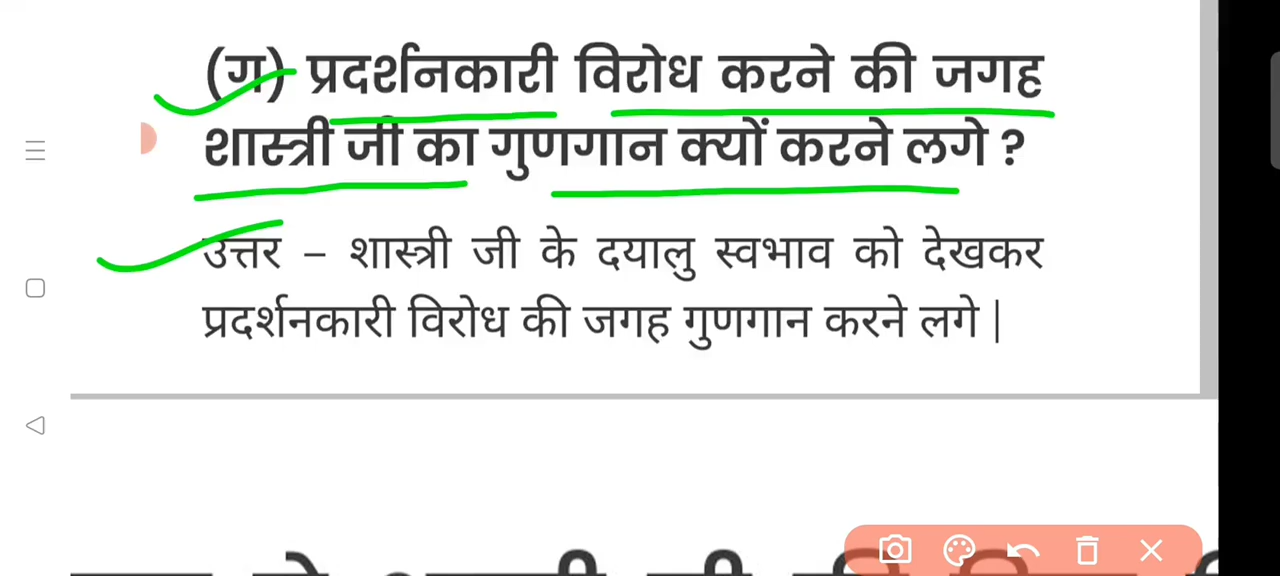 (ग) प्रदर्शनकारी विरोध करने की जगह
शास्त्री जी का गुणगान क्यों करने लगे ?
उत्तर – शास्त्री जी के दयालु स्वभाव को देखकर
प्रदर्शनकारी विरोध की जगह गुणगान करने लगे |